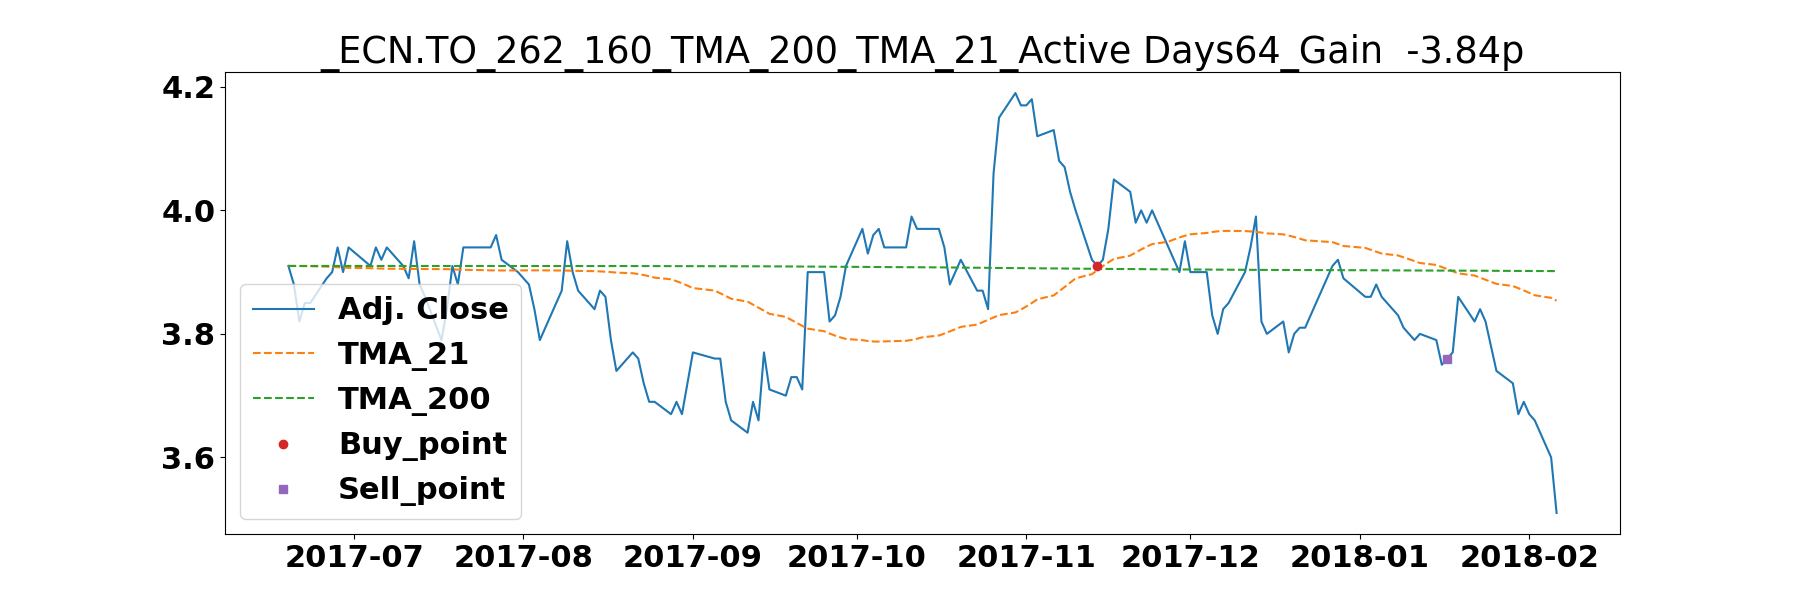 _ECN.TO_262_160_TMA_200_TMA_21_Active Days64_Gain  -3.84p
4.2
4.0
3.8
3.6
Adj. Close
TMA_21
TMA_200
Buy_point
Sell_point
2017-07 2017-08 2017-09 2017-10 2017-11 2017-12 2018-01 2018-02